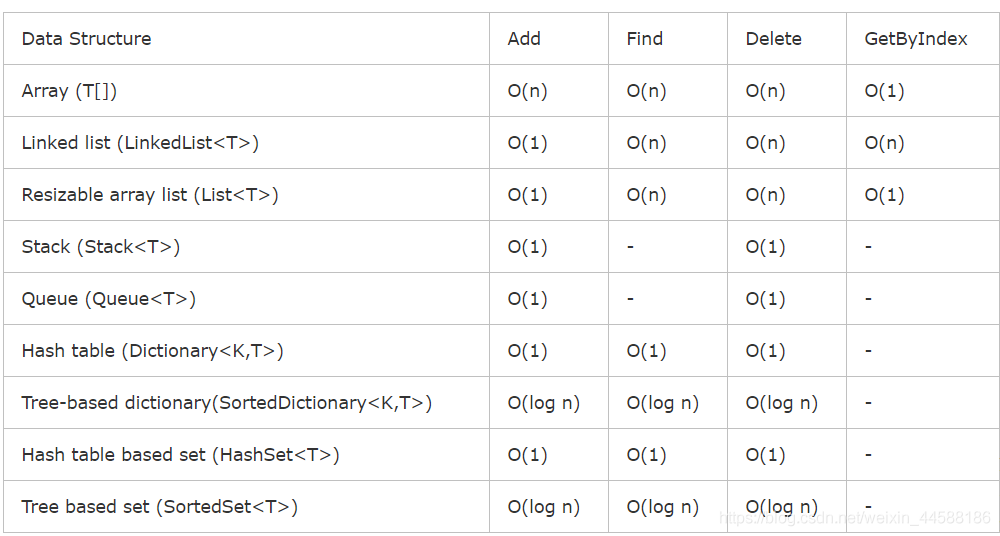 Data Structure Add Find Delete GetByIndex
Array (T[]) O(n) O(n) O(n) O(1)
Linked list (LinkedList<T>) O(1) O(n) O(n) O(n)
Resizable array list (List<T>) O(1) O(n) O(n) O(1)
Stack (Stack<T>) O(1) - O(1) -
Queue (Queue<T>) O(1) - O(1) -
Hash table (Dictionary<K,T>) O(1) O(1) O(1) -
Tree-based dictionary(SortedDictionary<K,T>) O(log n) O(log n) O(log n) -
Hash table based set (HashSet<T>) O(1) O(1) O(1) -
Tree based set (SortedSet<T>) O(log n) O(log n) O(log n) -
https://blog.csdn.net/weixin_44588186